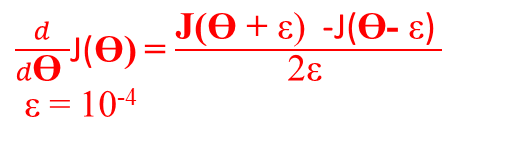 d/dΘ J(Θ) = J(Θ + ε) -J(Θ- ε) / 2ε
ε = 10⁻⁴